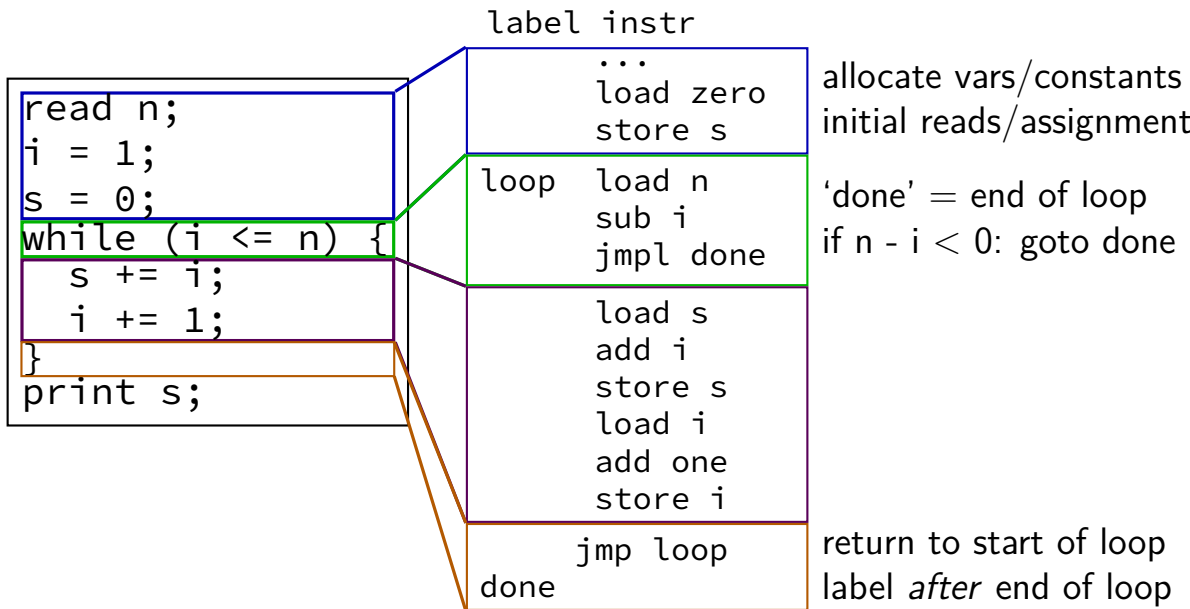 label instr
read n;
i = 1;
s = 0;
while (i <= n) {
s += i;
i += 1;
}
print s;
...
load zero
store s
loop load n
sub i
jmpl done
load s
add i
store s
load i
add one
store i
jmp loop
done
allocate vars/constants
initial reads/assignment
‘done’ = end of loop
if n - i < 0: goto done
return to start of loop
label after end of loop